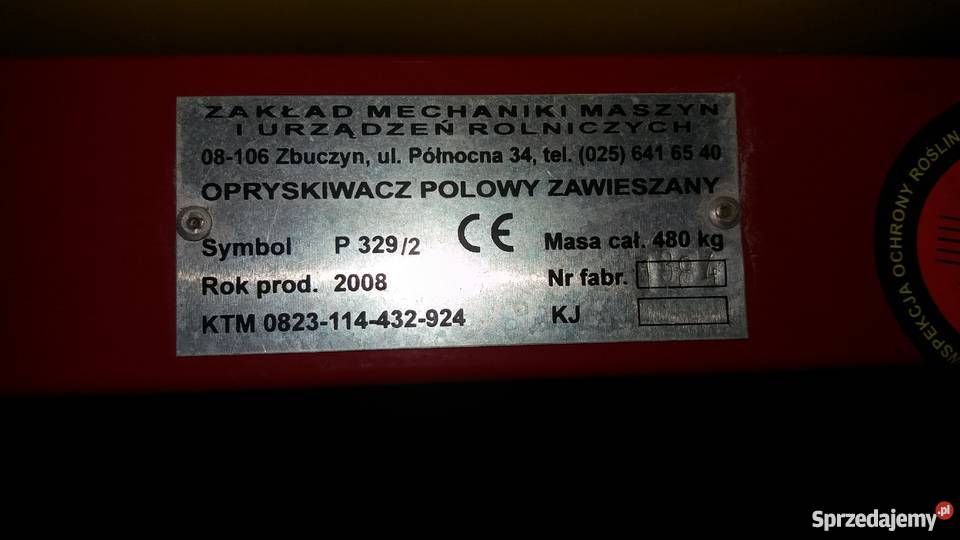 ZAKŁAD MECHANIKI MASZYN
I URZĄDZEŃ ROLNICZYCH
08-106 Zbuczyn, ul. Północna 34, tel. (025) 641 65 40
OPRYSKIWACZ POLOWY ZAWIESZANY
CE
Symbol P 329/2
Masa cał. 480 kg
Rok prod. 2008
Nr fabr.
KTM 0823-114-432-924
KJ
INSPEKCJA OCHRONY ROŚLIN
Sprzedajemy.pl